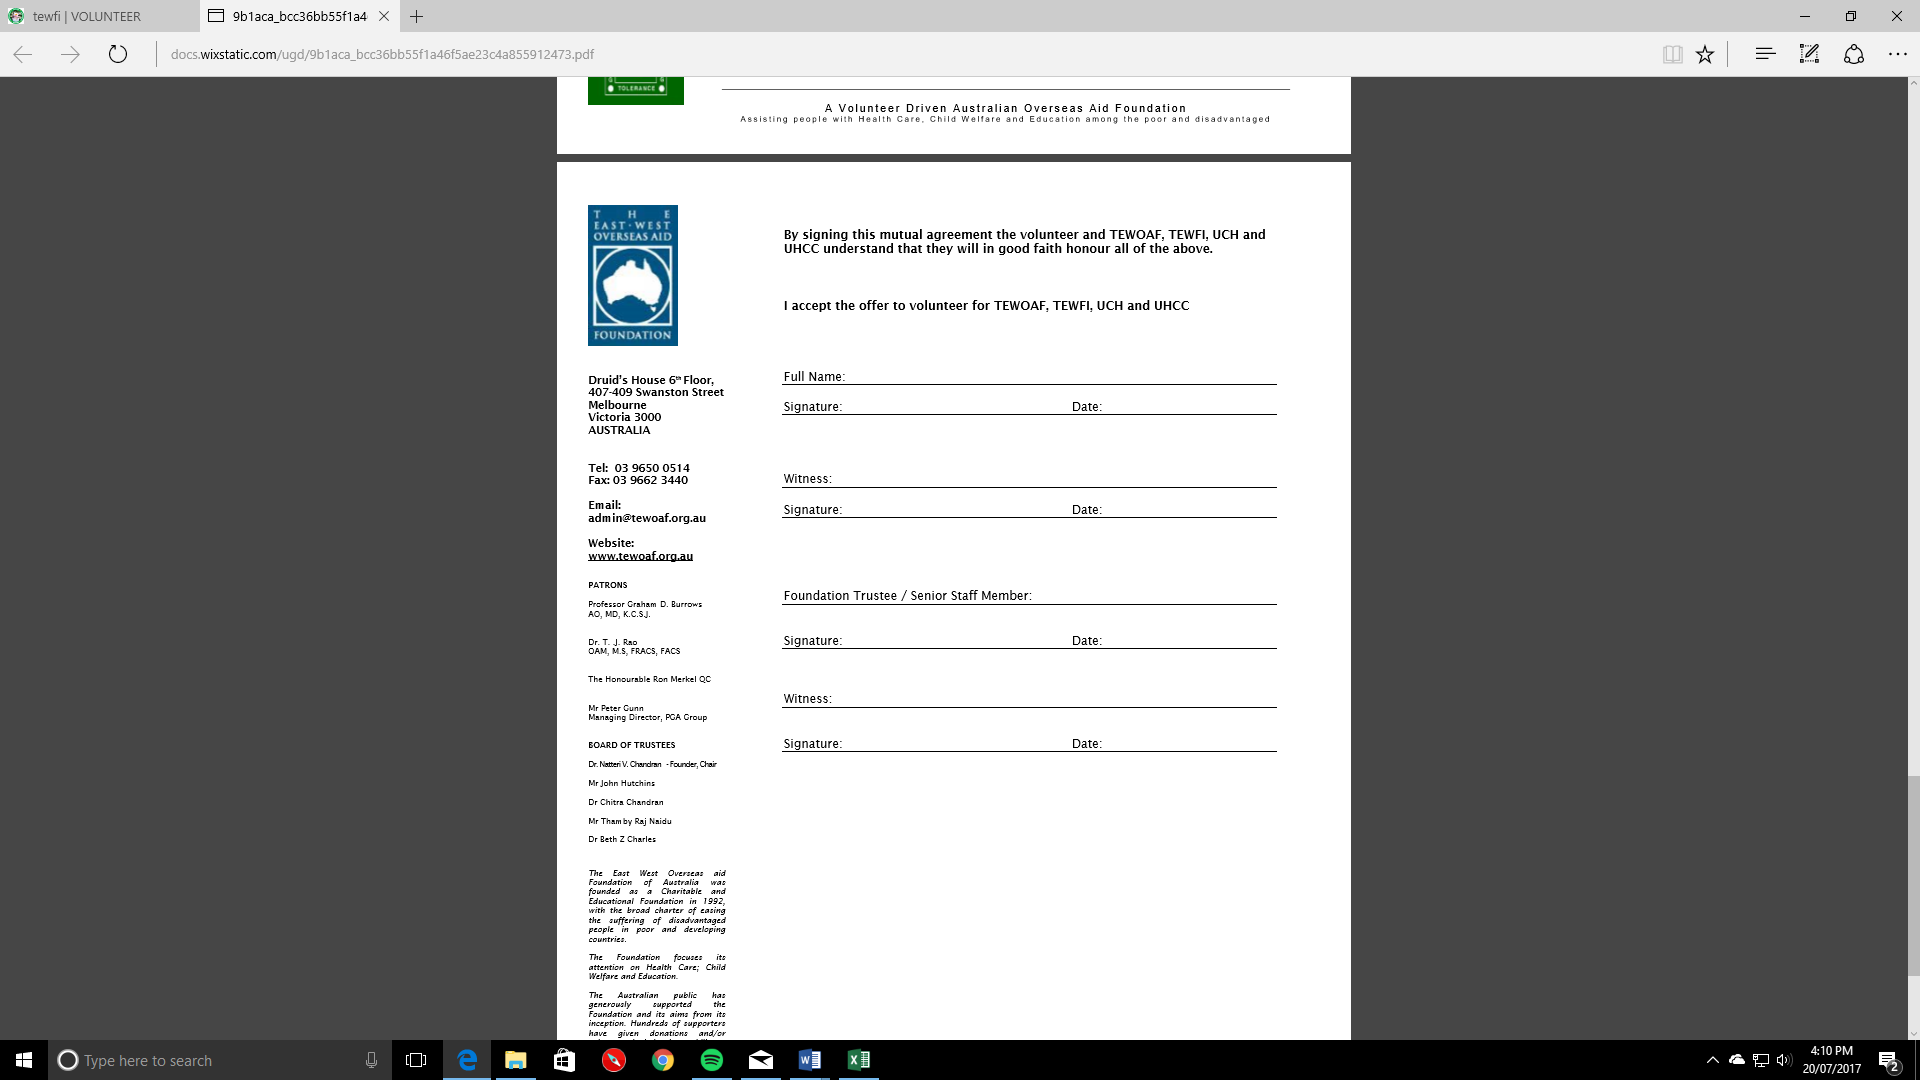 tewfi | VOLUNTEER
9b1aca_bcc36bb55f1a4
docs.wixstatic.com/ugd/9b1aca_bcc36bb55f1a46f5ae23c4a855912473.pdf
TOLERANCE
A Volunteer Driven Australian Overseas Aid Foundation
Assisting people with Health Care, Child Welfare and Education among the poor and disadvantaged
THE
EAST·WEST
OVERSEAS AID
FOUNDATION
By signing this mutual agreement the volunteer and TEWOAF, TEWFI, UCH and
UHCC understand that they will in good faith honour all of the above.
I accept the offer to volunteer for TEWOAF, TEWFI, UCH and UHCC
Full Name:
Signature: Date:
Witness:
Signature: Date:
Foundation Trustee / Senior Staff Member:
Signature: Date:
Witness:
Signature: Date:
Druid's House 6th Floor,
407-409 Swanston Street
Melbourne
Victoria 3000
AUSTRALIA
Tel: 03 9650 0514
Fax: 03 9662 3440
Email:
admin@tewoaf.org.au
Website:
www.tewoaf.org.au
PATRONS
Professor Graham D. Burrows
AO, MD, K.C.S.J.
Dr. T. .J. Rao
OAM, M.S, FRACS, FACS
The Honourable Ron Merkel QC
Mr Peter Gunn
Managing Director, PGA Group
BOARD OF TRUSTEES
Dr. Natteri V. Chandran - Founder, Chair
Mr John Hutchins
Dr Chitra Chandran
Mr Thamby Raj Naidu
Dr Beth Z Charles
The East West Overseas aid
Foundation of Australia was
founded as a Charitable and
Educational Foundation in 1992,
with the broad charter of easing
the suffering of disadvantaged
people in poor and developing
countries.
The Foundation focuses its
attention on Health Care; Child
Welfare and Education.
The Australian public has
generously supported the
Foundation and its aims from its
inception. Hundreds of supporters
have given donations and/or
Type here to search
4:10 PM
20/07/2017
2